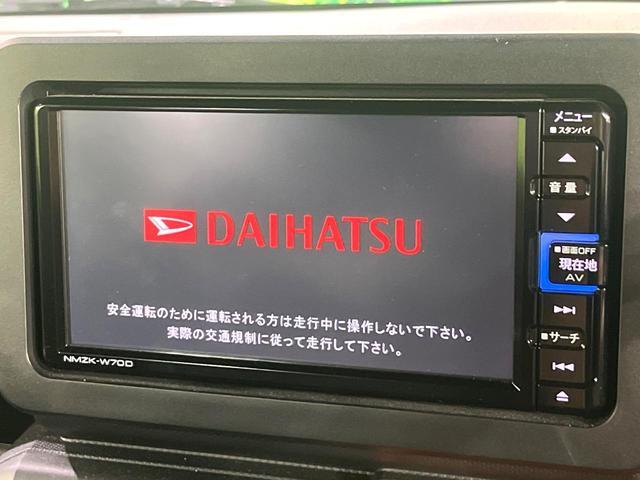 DAIHATSU
安全運転のために運転される方は走行中に操作しないで下さい。
実際の交通規制に従って走行して下さい。
NMZK-W70D
メニュー
■スタンバイ
音量
■画面OFF
現在地
AV
■サーチ